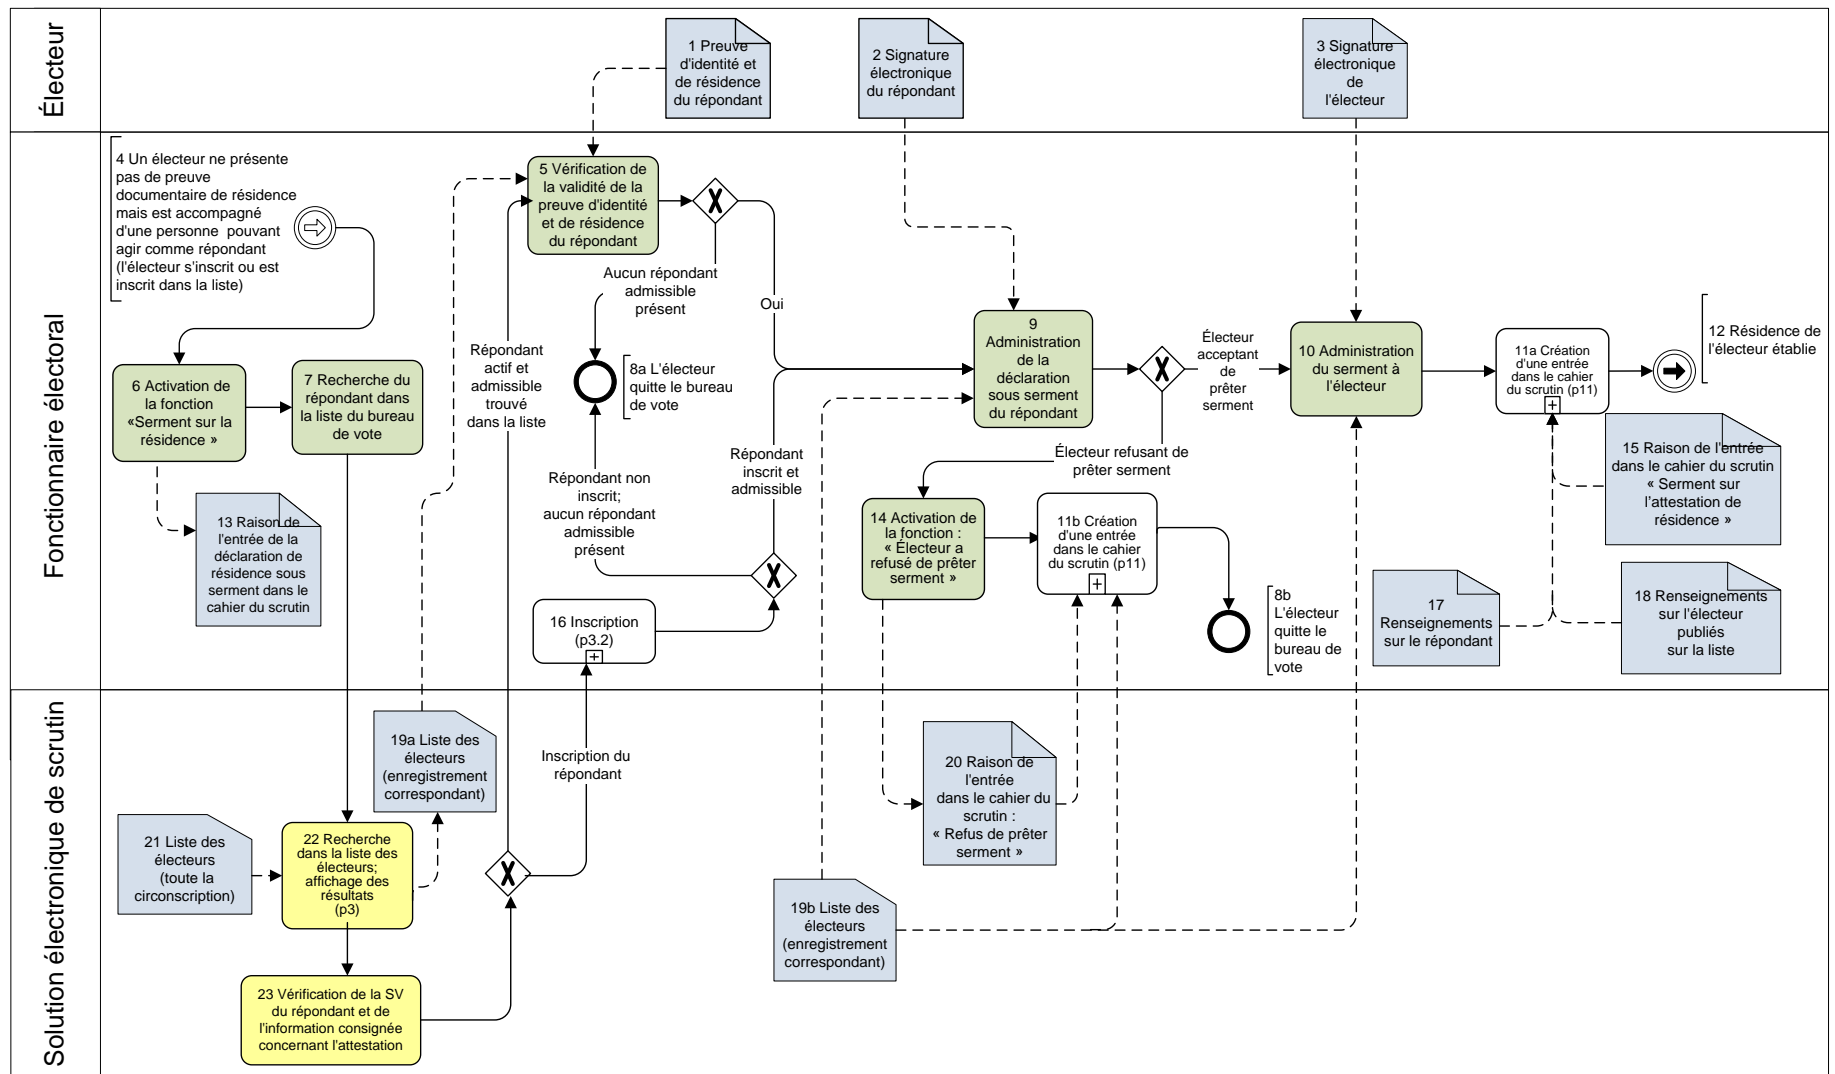 Électeur
1 Preuve
d'identité et
de résidence
du répondant
2 Signature
électronique
du répondant
3 Signature
électronique
de
l'électeur
Fonctionnaire électoral
4 Un électeur ne présente
pas de preuve
documentaire de résidence
mais est accompagné
d'une personne pouvant
agir comme répondant
(l'électeur s'inscrit ou est
inscrit dans la liste)
5 Vérification de
la validité de la
preuve d'identité
et de résidence
du répondant
Aucun répondant
admissible
présent
Oui
6 Activation de
la fonction
«Serment sur la
résidence »
7 Recherche du
répondant dans
la liste du bureau
de vote
Répondant
actif et
admissible
trouvé
dans la liste
8a L'électeur
quitte le bureau
de vote
9
Administration
de la
déclaration
sous serment
du répondant
Électeur
acceptant
de
prêter
serment
10 Administration
du serment à
l'électeur
11a Création
d'une entrée
dans le cahier
du scrutin (p11)
12 Résidence de
l'électeur établie
Répondant non
inscrit;
aucun répondant
admissible
présent
Répondant
inscrit et
admissible
Électeur refusant de
prêter serment
13 Raison de
l'entrée de la
déclaration de
résidence sous
serment dans le
cahier du scrutin
14 Activation de
la fonction :
« Électeur a
refusé de prêter
serment »
11b Création
d'une entrée
dans le cahier
du scrutin (p11)
15 Raison de l'entrée
dans le cahier du scrutin
« Serment sur
l'attestation de
résidence »
16 Inscription
(p3.2)
8b
L'électeur
quitte le
bureau de
vote
17
Renseignements
sur le répondant
18 Renseignements
sur l'électeur
publiés
sur la liste
Solution électronique de scrutin
19a Liste des
électeurs
(enregistrement
correspondant)
Inscription du
répondant
20 Raison de
l'entrée
dans le cahier du
scrutin :
« Refus de prêter
serment »
21 Liste des
électeurs
(toute la
circonscription)
22 Recherche
dans la liste des
électeurs;
affichage des
résultats
(p3)
19b Liste des
électeurs
(enregistrement
correspondant)
23 Vérification de la SV
du répondant et de
l'information consignée
concernant l'attestation